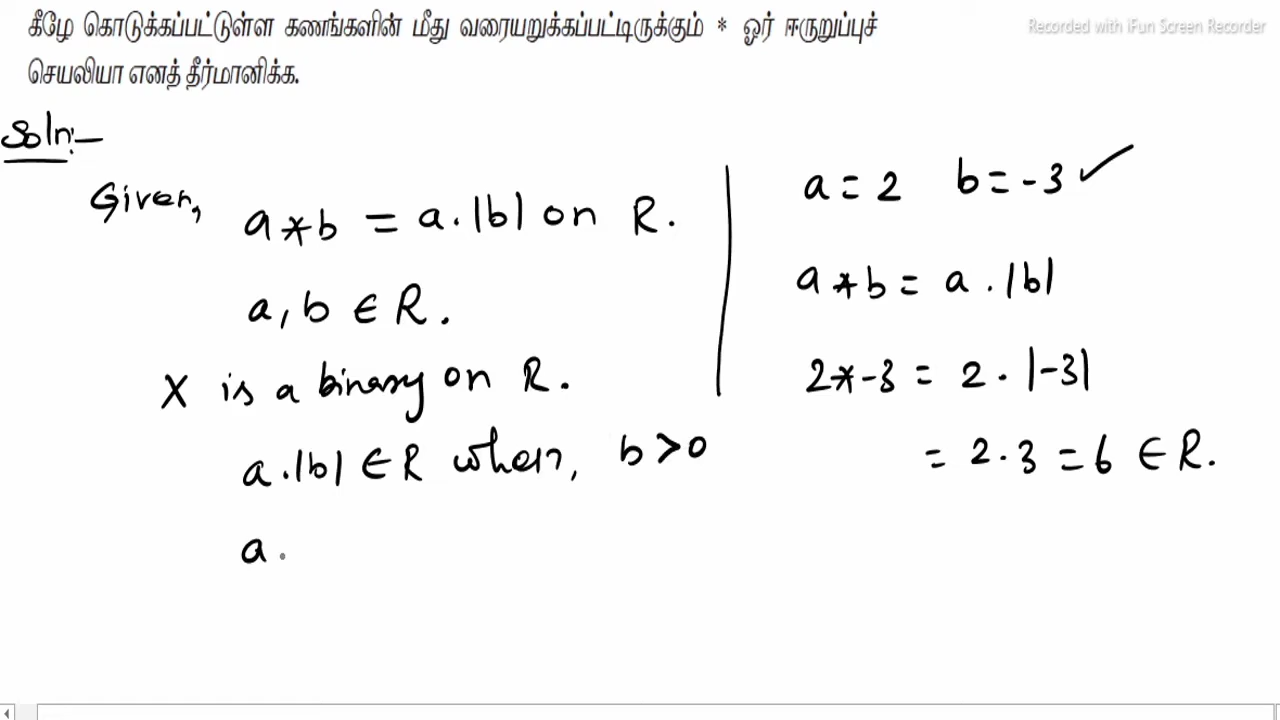 கீழே கொடுக்கப்பட்டுள்ள கணங்களின் மீது வரையறுக்கப்பட்டிருக்கும் * ஓர் ஈருறுப்புச்
செயலியா எனத் தீர்மானிக்க.
Recorded with iFun Screen Recorder
Soln:-
Given, a * b = a.|b| on R.
a, b ∈ R.
X is a binary on R.
a.|b| ∈ R when, b > 0
a.
a = 2 b = -3 ✓
a * b = a . |b|
2 * -3 = 2 . |-3|
= 2 . 3 = 6 ∈ R.